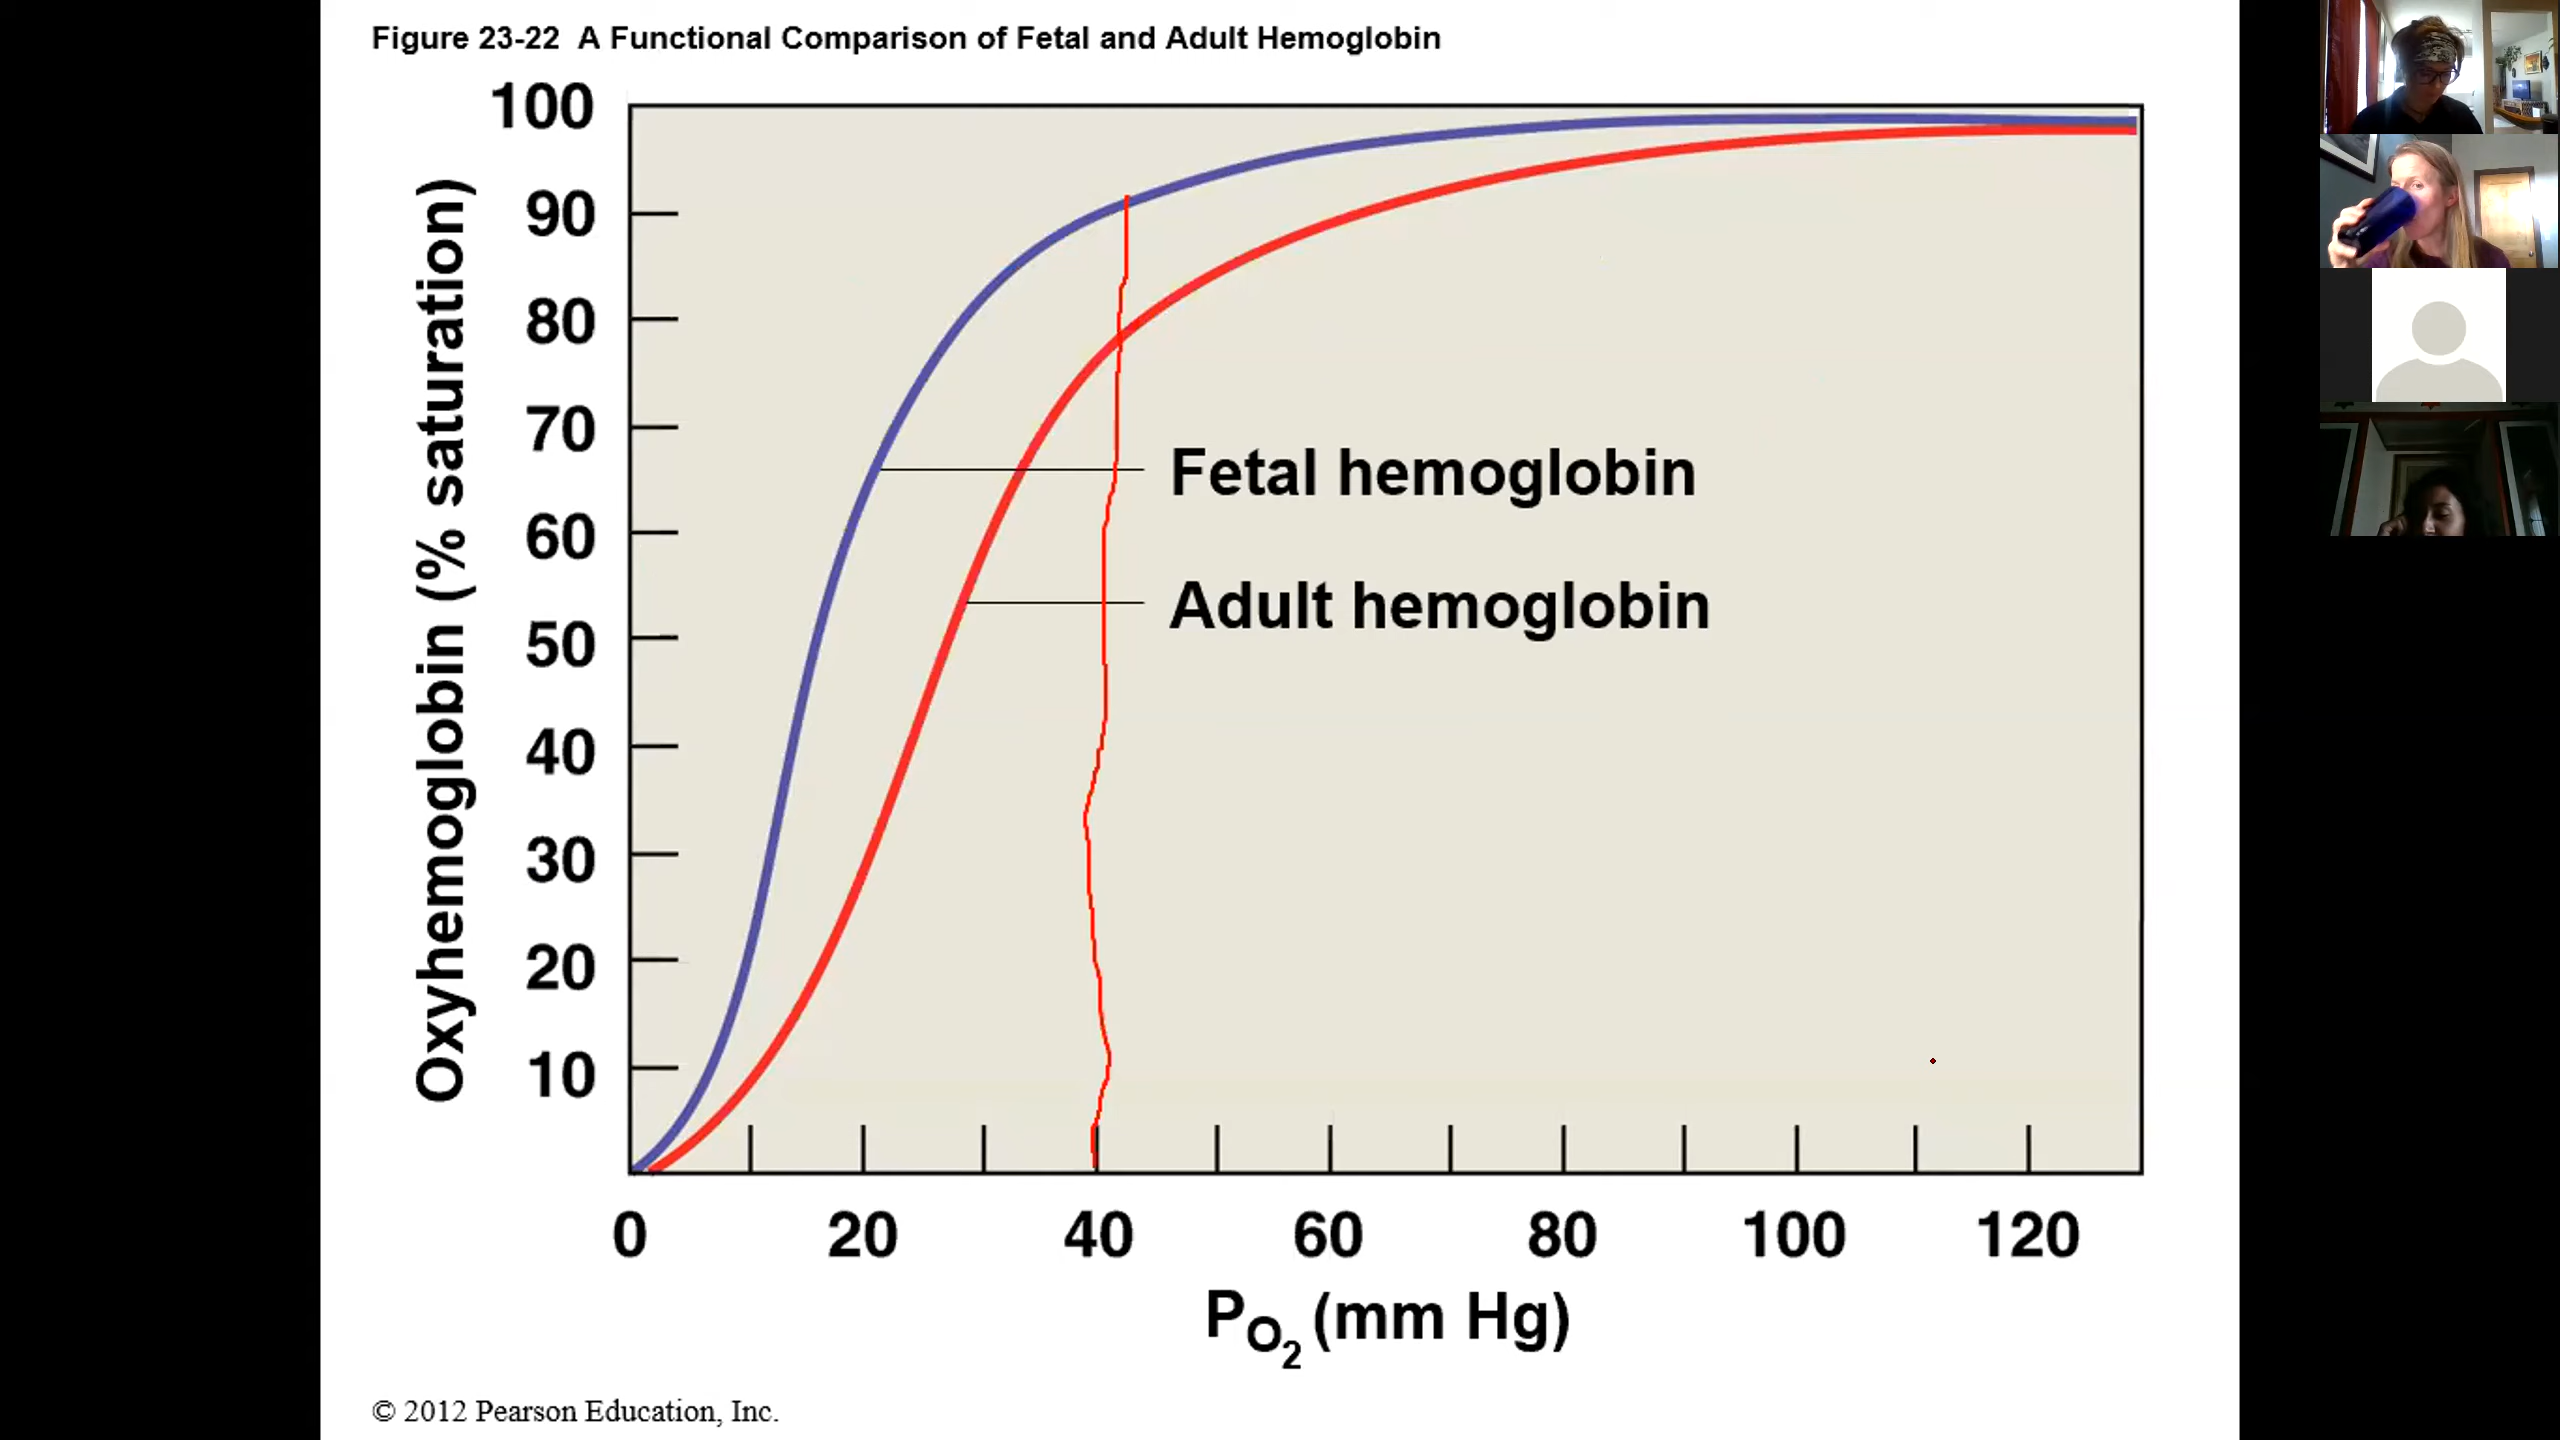 Figure 23-22 A Functional Comparison of Fetal and Adult Hemoglobin
Oxyhemoglobin (% saturation)
100
90
80
70
60
50
40
30
20
10
Fetal hemoglobin
Adult hemoglobin
0 20 40 60 80 100 120
PO2 (mm Hg)
© 2012 Pearson Education, Inc.